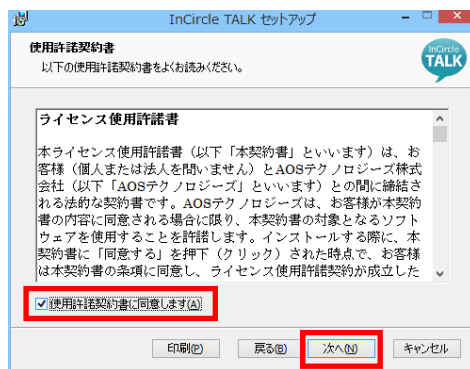 InCircle TALK セットアップ
使用許諾契約書
以下の使用許諾契約書をよくお読みください。
InCircle
TALK
ライセンス使用許諾書
本ライセンス使用許諾書（以下「本契約書」といいます）は、お
客様（個人または法人を問いません）とAOSテクノロジーズ株式
会社（以下「AOSテクノロジーズ」といいます）との間に締結さ
れる法的な契約書です。AOSテクノロジーズは、お客様が本契約
書の内容に同意される場合に限り、本契約書の対象となるソフト
ウェアを使用することを許諾します。インストールする際に、本
契約書に「同意する」を押下（クリック）された時点で、お客様
は本契約書の条項に同意し、ライセンス使用許諾契約が成立した
使用許諾契約書に同意します(A)
印刷(P) 戻る(B) 次へ(N) キャンセル